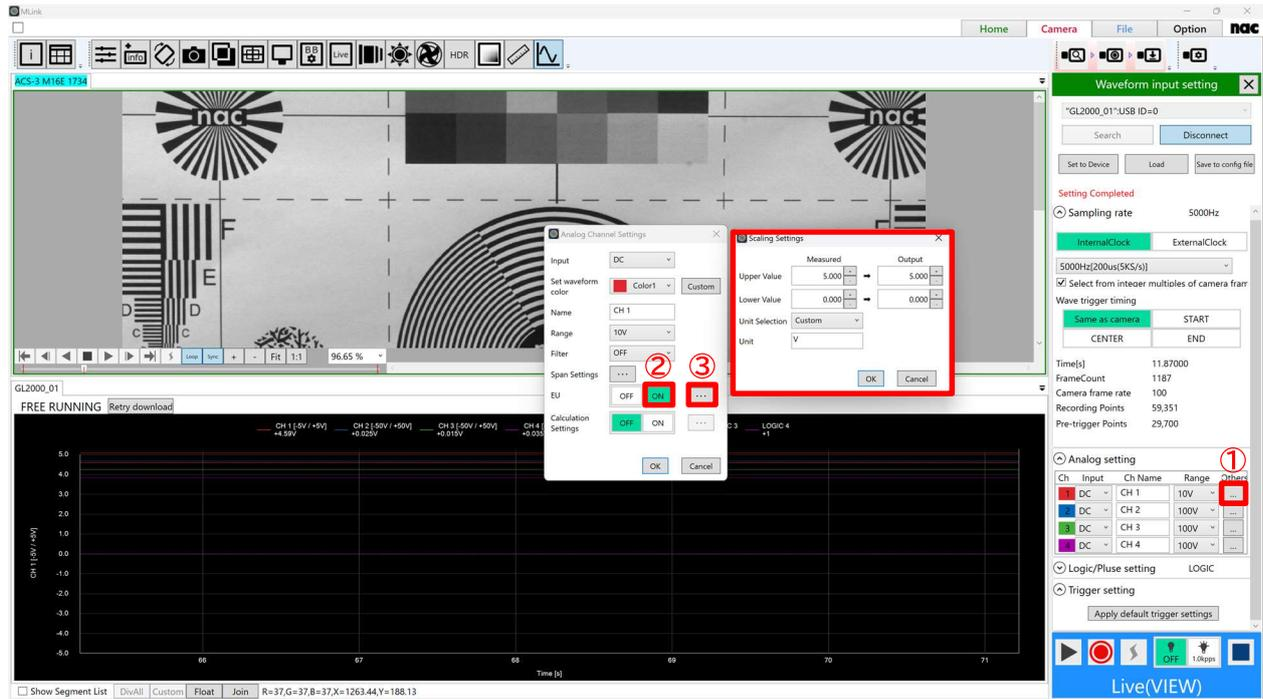 MLink
Home Camera File Option nac
i info BB Live HDR
ACS-3 M16E 1734
nac
nac
F
E
D D
C C
Loop Sync + - Fit 1:1 96.65 %
GL2000_01
FREE RUNNING Retry download
CH 1 [-5V / +5V] CH 2 [-50V / +50V] CH 3 [-50V / +50V] CH 4 [ C 3 LOGIC 4
+4.59V +0.025V +0.015V +0.035 +1
5.0
4.0
3.0
2.0
1.0
0.0
-1.0
-2.0
-3.0
-4.0
-5.0
CH 1 [-5V / +5V]
66 67 68 69 70 71
Time [s]
Show Segment List DivAll Custom Float Join R=37,G=37,B=37,X=1263.44,Y=188.13
Analog Channel Settings
Input DC
Set waveform color Color1 Custom
Name CH 1
Range 10V
Filter OFF
Span Settings ...
② ③
EU OFF ON ...
Calculation Settings OFF ON ...
OK Cancel
Scaling Settings
Measured Output
Upper Value 5.000 → 5.000
Lower Value 0.000 → 0.000
Unit Selection Custom
Unit V
OK Cancel
Waveform input setting
"GL2000_01":USB ID=0
Search Disconnect
Set to Device Load Save to config file
Setting Completed
Sampling rate 5000Hz
InternalClock ExternalClock
5000Hz[200us(5KS/s)]
Select from integer multiples of camera fram
Wave trigger timing
Same as camera START
CENTER END
Time[s] 11.87000
FrameCount 1187
Camera frame rate 100
Recording Points 59,351
Pre-trigger Points 29,700
Analog setting ①
Ch Input Ch Name Range Others
1 DC CH 1 10V ...
2 DC CH 2 100V ...
3 DC CH 3 100V ...
4 DC CH 4 100V ...
Logic/Pluse setting LOGIC
Trigger setting
Apply default trigger settings
OFF 1.0kpps
Live(VIEW)